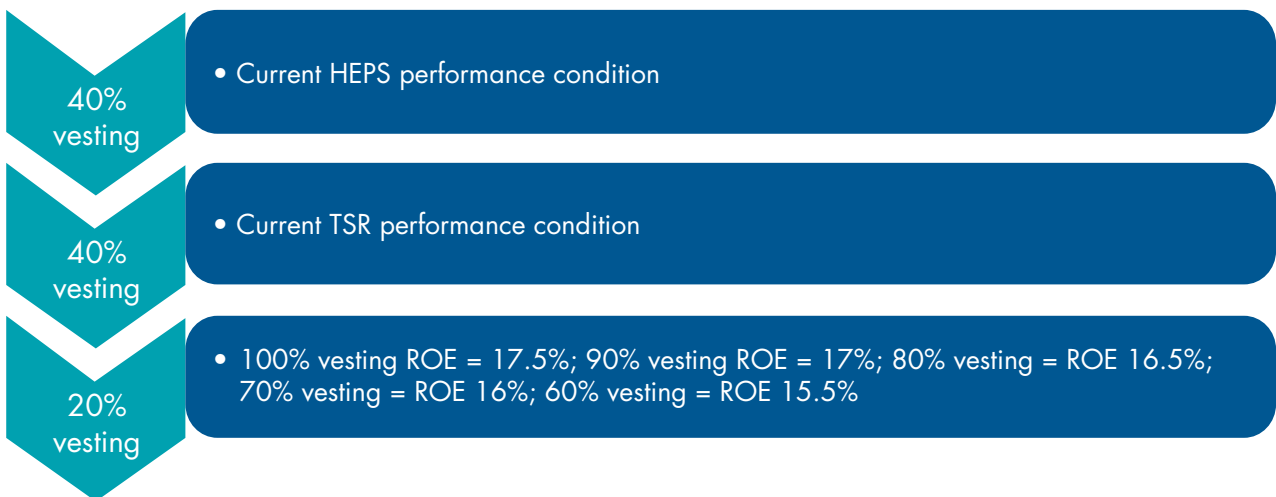 40%
vesting
• Current HEPS performance condition
40%
vesting
• Current TSR performance condition
20%
vesting
• 100% vesting ROE = 17.5%; 90% vesting ROE = 17%; 80% vesting = ROE 16.5%;
70% vesting = ROE 16%; 60% vesting = ROE 15.5%